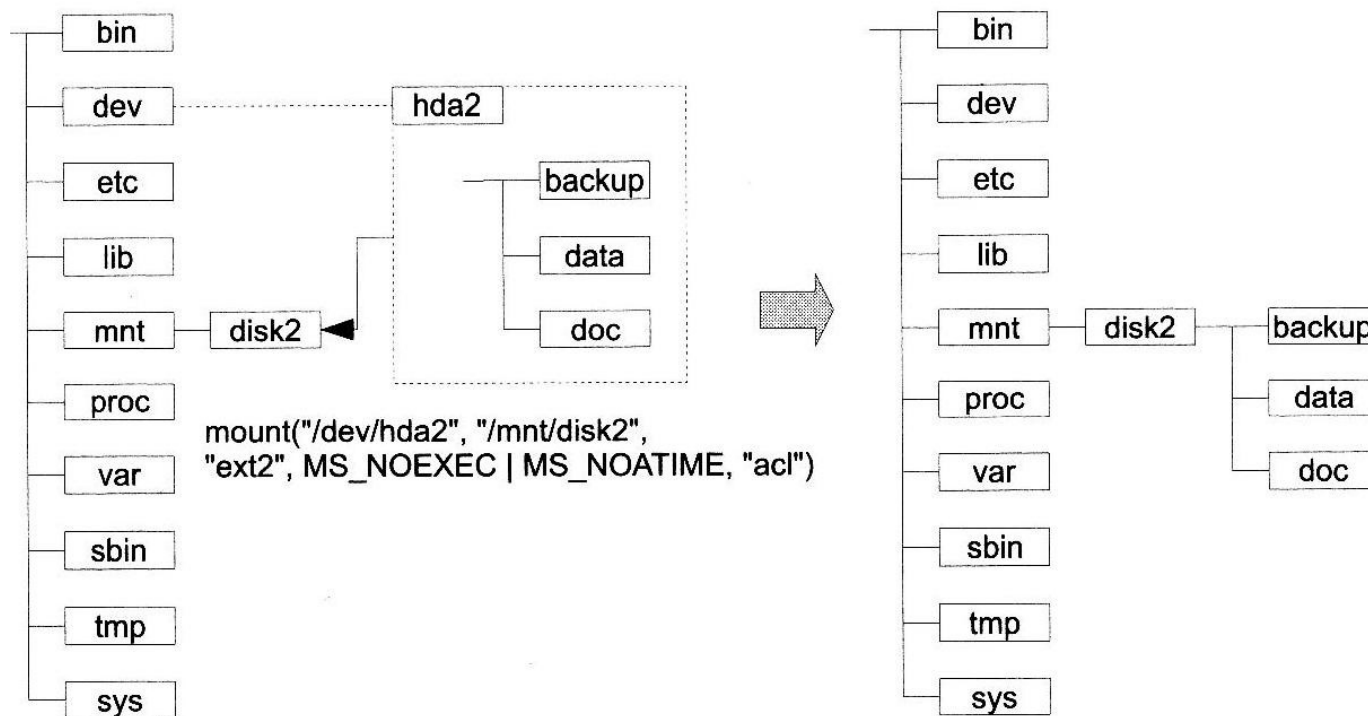 bin
dev
hda2
etc
backup
lib
data
mnt
disk2
doc
proc
mount("/dev/hda2", "/mnt/disk2",
"ext2", MS_NOEXEC | MS_NOATIME, "acl")
var
sbin
tmp
sys
bin
dev
etc
lib
mnt
disk2
backup
proc
data
var
doc
sbin
tmp
sys